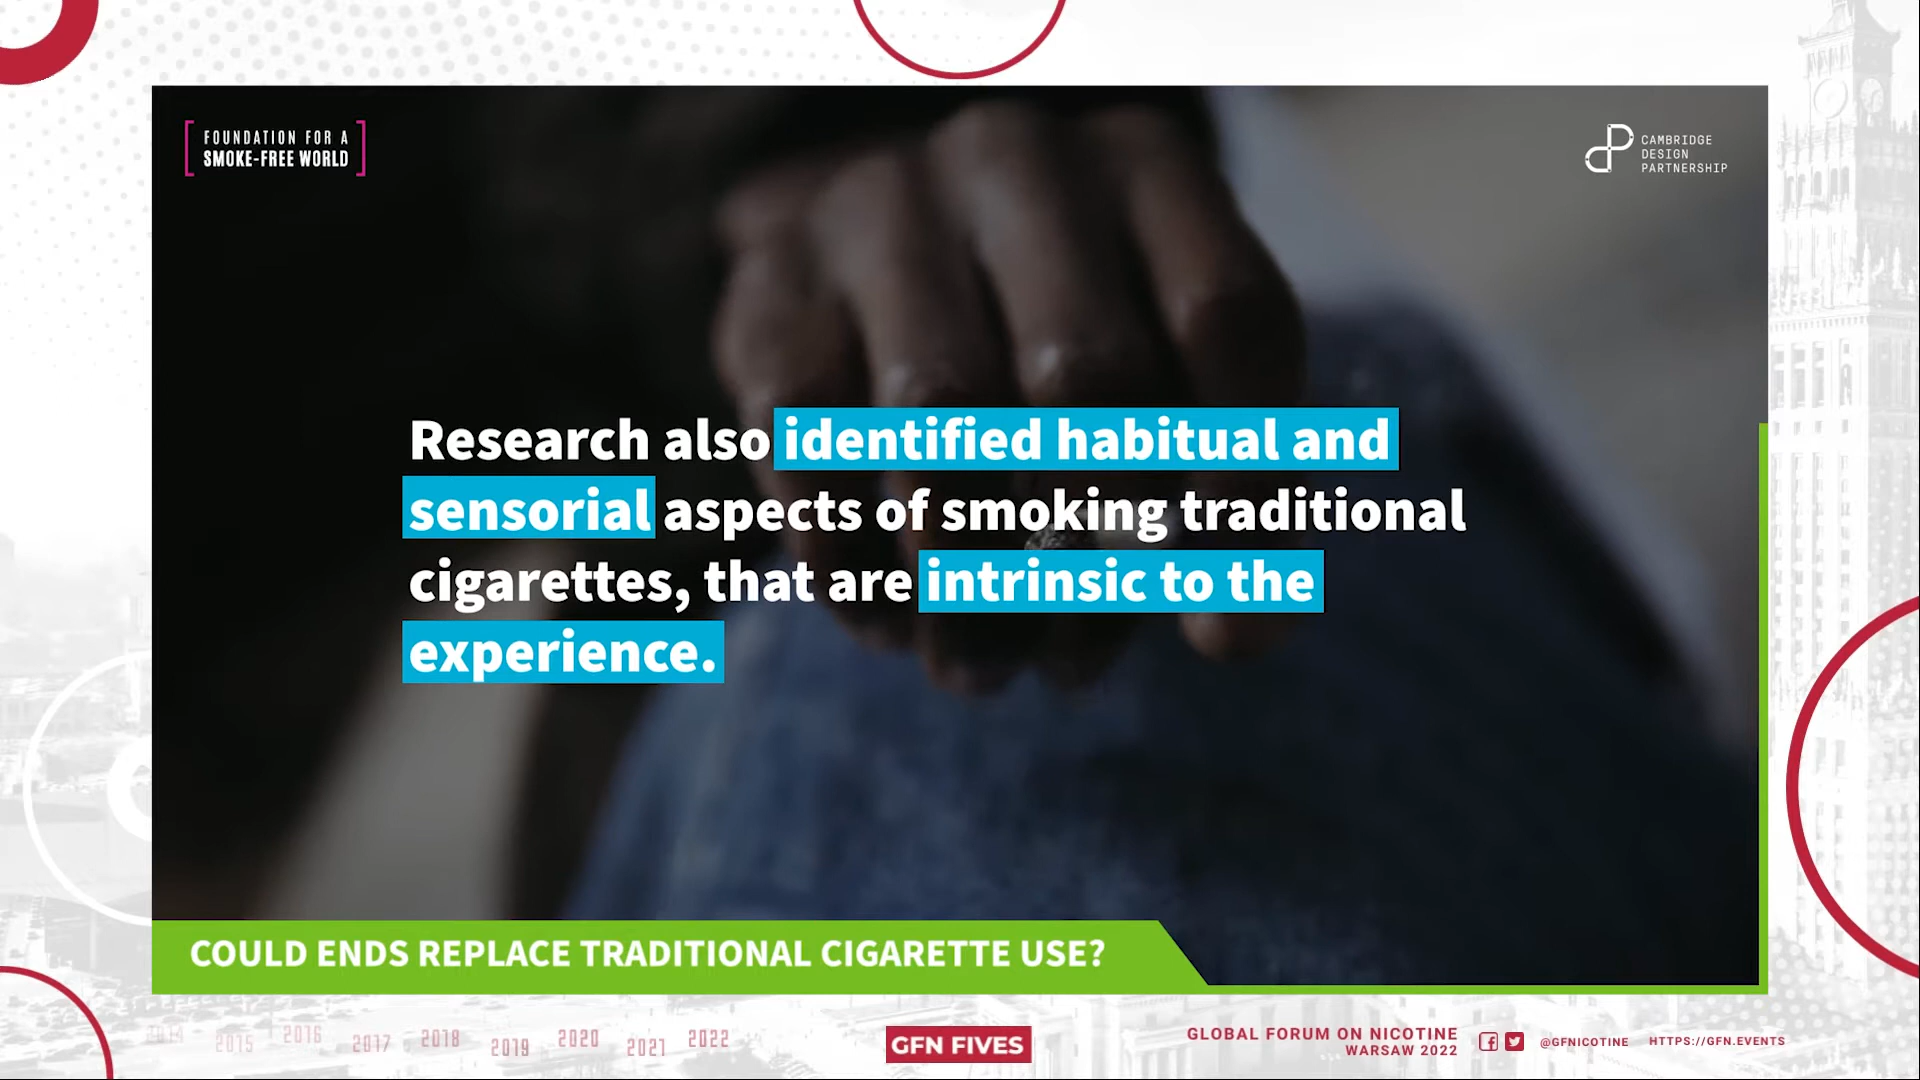 FOUNDATION FOR A
SMOKE-FREE WORLD
CAMBRIDGE
DESIGN
PARTNERSHIP
Research also identified habitual and
sensorial aspects of smoking traditional
cigarettes, that are intrinsic to the
experience.
COULD ENDS REPLACE TRADITIONAL CIGARETTE USE?
2014 2015 2016 2017 2018 2019 2020 2021 2022
GFN FIVES
GLOBAL FORUM ON NICOTINE
WARSAW 2022
@GFNICOTINE
HTTPS://GFN.EVENTS